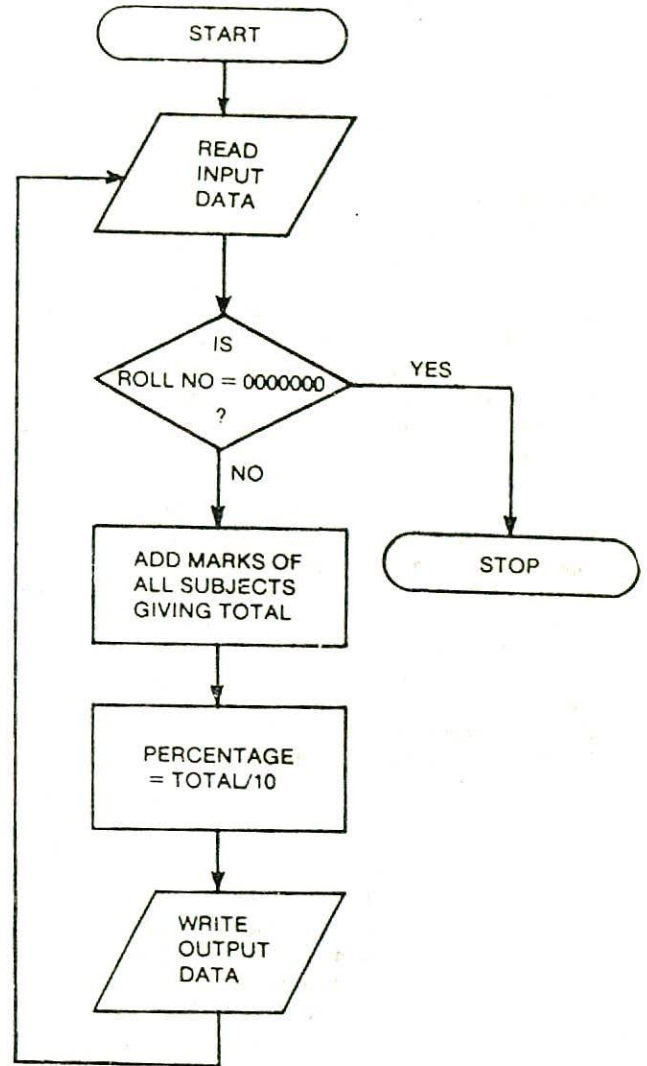 START
READ
INPUT
DATA
IS
ROLL NO = 0000000
?
YES
NO
ADD MARKS OF
ALL SUBJECTS
GIVING TOTAL
STOP
PERCENTAGE
= TOTAL/10
WRITE
OUTPUT
DATA